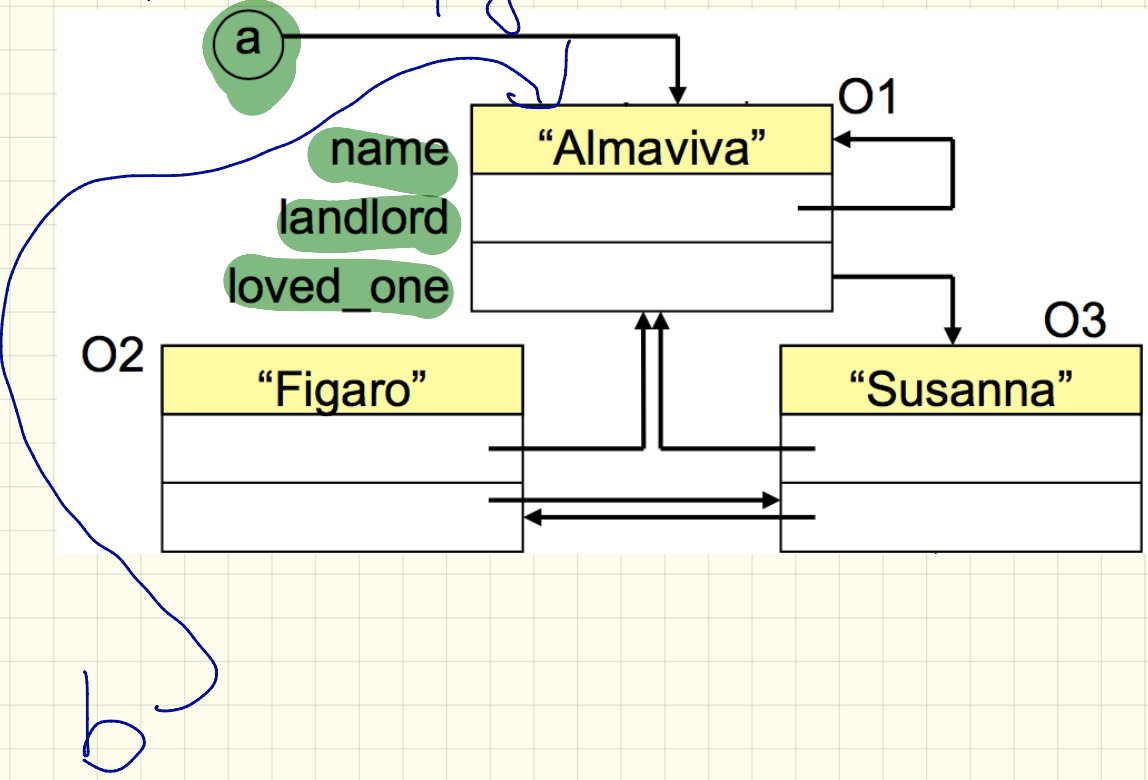 a
O1
name "Almaviva"
landlord
loved_one
O2 O3
"Figaro" "Susanna"
b